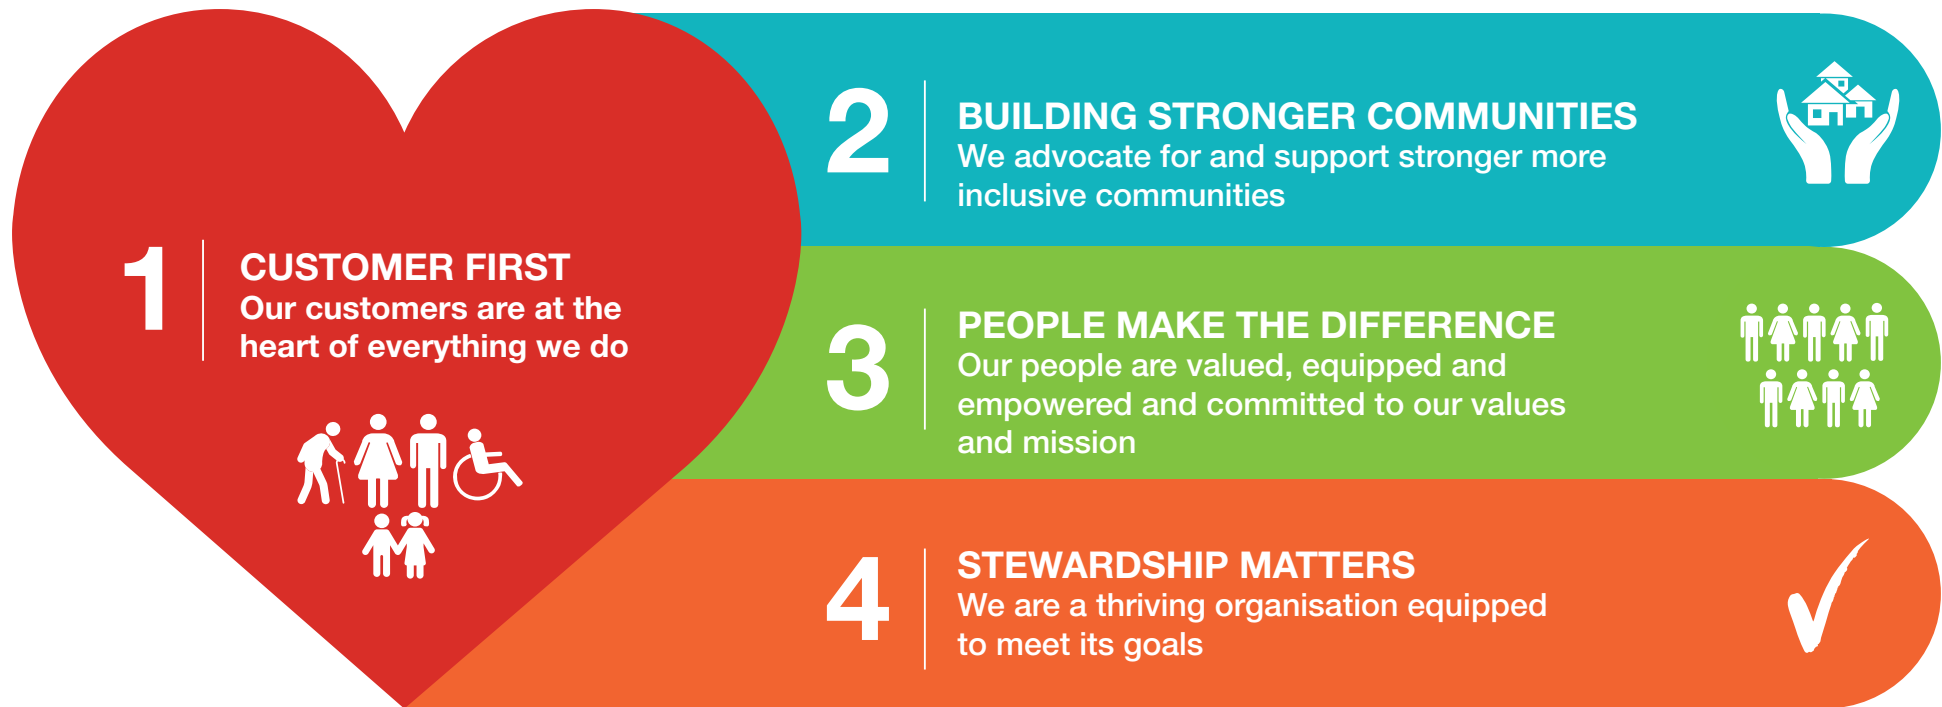 1
CUSTOMER FIRST
Our customers are at the
heart of everything we do
2
BUILDING STRONGER COMMUNITIES
We advocate for and support stronger more
inclusive communities
3
PEOPLE MAKE THE DIFFERENCE
Our people are valued, equipped and
empowered and committed to our values
and mission
4
STEWARDSHIP MATTERS
We are a thriving organisation equipped
to meet its goals